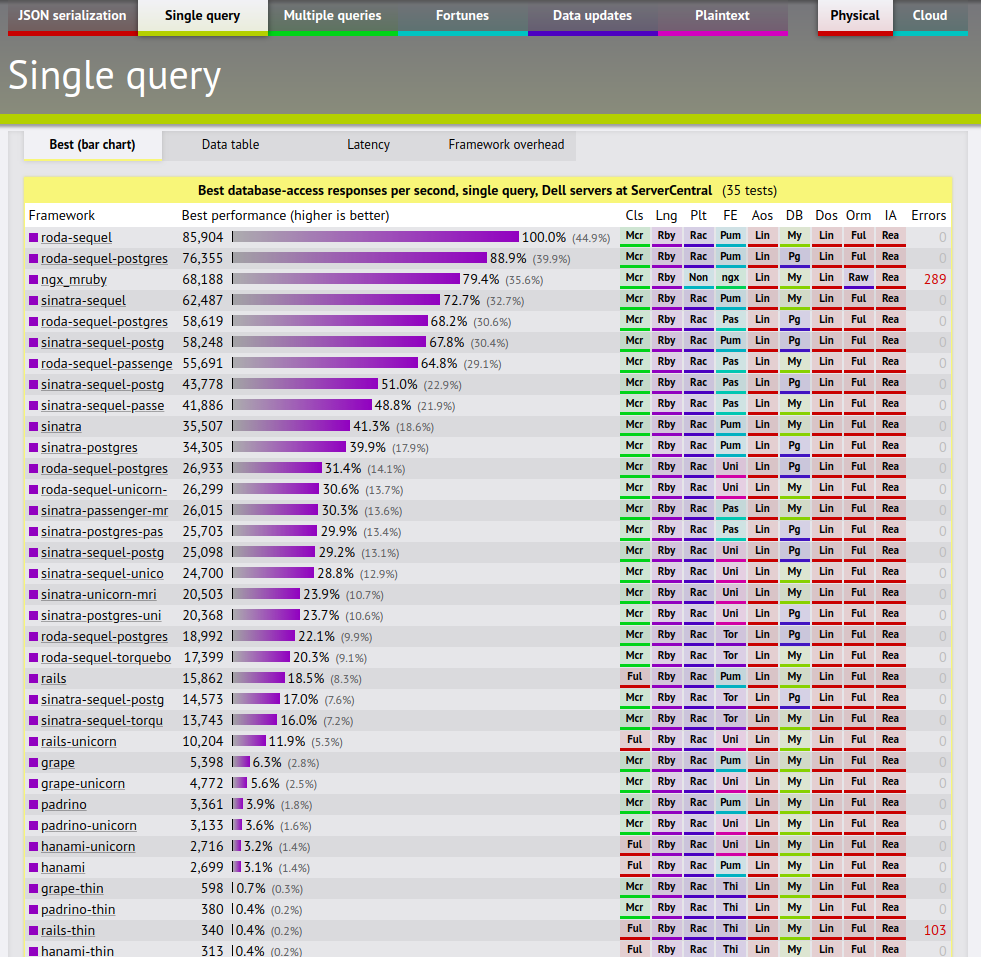 JSON serialization Single query Multiple queries Fortunes Data updates Plaintext Physical Cloud
Single query
Best (bar chart) Data table Latency Framework overhead
Best database-access responses per second, single query, Dell servers at ServerCentral (35 tests)
Framework Best performance (higher is better) Cls Lng Plt FE Aos DB Dos Orm IA Errors
roda-sequel 85,904 100.0% (44.9%) Mcr Rby Rac Pum Lin My Lin Ful Rea 0
roda-sequel-postgres 76,355 88.9% (39.9%) Mcr Rby Rac Pum Lin Pg Lin Ful Rea 0
ngx_mruby 68,188 79.4% (35.6%) Mcr Rby Non ngx Lin My Lin Raw Rea 289
sinatra-sequel 62,487 72.7% (32.7%) Mcr Rby Rac Pum Lin My Lin Ful Rea 0
roda-sequel-postgres 58,619 68.2% (30.6%) Mcr Rby Rac Pas Lin Pg Lin Ful Rea 0
sinatra-sequel-postg 58,248 67.8% (30.4%) Mcr Rby Rac Pum Lin Pg Lin Ful Rea 0
roda-sequel-passenge 55,691 64.8% (29.1%) Mcr Rby Rac Pas Lin My Lin Ful Rea 0
sinatra-sequel-postg 43,778 51.0% (22.9%) Mcr Rby Rac Pas Lin Pg Lin Ful Rea 0
sinatra-sequel-passe 41,886 48.8% (21.9%) Mcr Rby Rac Pas Lin My Lin Ful Rea 0
sinatra 35,507 41.3% (18.6%) Mcr Rby Rac Pum Lin My Lin Ful Rea 0
sinatra-postgres 34,305 39.9% (17.9%) Mcr Rby Rac Pum Lin Pg Lin Ful Rea 0
roda-sequel-postgres 26,933 31.4% (14.1%) Mcr Rby Rac Uni Lin Pg Lin Ful Rea 0
roda-sequel-unicorn- 26,299 30.6% (13.7%) Mcr Rby Rac Uni Lin My Lin Ful Rea 0
sinatra-passenger-mr 26,015 30.3% (13.6%) Mcr Rby Rac Pas Lin My Lin Ful Rea 0
sinatra-postgres-pas 25,703 29.9% (13.4%) Mcr Rby Rac Pas Lin Pg Lin Ful Rea 0
sinatra-sequel-postg 25,098 29.2% (13.1%) Mcr Rby Rac Uni Lin Pg Lin Ful Rea 0
sinatra-sequel-unico 24,700 28.8% (12.9%) Mcr Rby Rac Uni Lin My Lin Ful Rea 0
sinatra-unicorn-mri 20,503 23.9% (10.7%) Mcr Rby Rac Uni Lin My Lin Ful Rea 0
sinatra-postgres-uni 20,368 23.7% (10.6%) Mcr Rby Rac Uni Lin Pg Lin Ful Rea 0
roda-sequel-postgres 18,992 22.1% (9.9%) Mcr Rby Rac Tor Lin Pg Lin Ful Rea 0
roda-sequel-torquebo 17,399 20.3% (9.1%) Mcr Rby Rac Tor Lin My Lin Ful Rea 0
rails 15,862 18.5% (8.3%) Ful Rby Rac Pum Lin My Lin Ful Rea 0
sinatra-sequel-postg 14,573 17.0% (7.6%) Mcr Rby Rac Tor Lin Pg Lin Ful Rea 0
sinatra-sequel-torqu 13,743 16.0% (7.2%) Mcr Rby Rac Tor Lin My Lin Ful Rea 0
rails-unicorn 10,204 11.9% (5.3%) Ful Rby Rac Uni Lin My Lin Ful Rea 0
grape 5,398 6.3% (2.8%) Mcr Rby Rac Pum Lin My Lin Ful Rea 0
grape-unicorn 4,772 5.6% (2.5%) Mcr Rby Rac Uni Lin My Lin Ful Rea 0
padrino 3,361 3.9% (1.8%) Mcr Rby Rac Pum Lin My Lin Ful Rea 0
padrino-unicorn 3,133 3.6% (1.6%) Mcr Rby Rac Uni Lin My Lin Ful Rea 0
hanami-unicorn 2,716 3.2% (1.4%) Ful Rby Rac Uni Lin My Lin Ful Rea 0
hanami 2,699 3.1% (1.4%) Ful Rby Rac Pum Lin My Lin Ful Rea 0
grape-thin 598 0.7% (0.3%) Mcr Rby Rac Thi Lin My Lin Ful Rea 0
padrino-thin 380 0.4% (0.2%) Mcr Rby Rac Thi Lin My Lin Ful Rea 0
rails-thin 340 0.4% (0.2%) Ful Rby Rac Thi Lin My Lin Ful Rea 103
hanami-thin 313 0.4% (0.2%) Ful Rby Rac Thi Lin My Lin Ful Rea 0